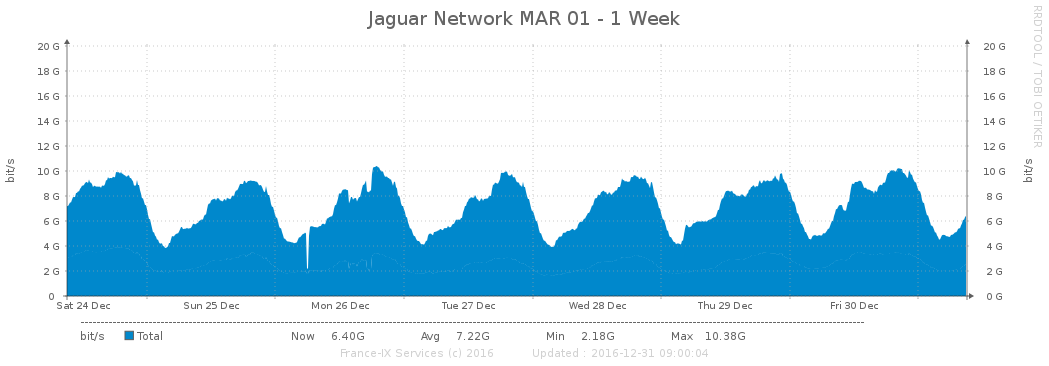 Jaguar Network MAR 01 - 1 Week
RRDTOOL / TOBI OETIKER
bit/s
bit/s
20 G 20 G
18 G 18 G
16 G 16 G
14 G 14 G
12 G 12 G
10 G 10 G
8 G 8 G
6 G 6 G
4 G 4 G
2 G 2 G
0 0 G
Sat 24 Dec Sun 25 Dec Mon 26 Dec Tue 27 Dec Wed 28 Dec Thu 29 Dec Fri 30 Dec
bit/s Total Now 6.40G Avg 7.22G Min 2.18G Max 10.38G
France-IX Services (c) 2016 Updated : 2016-12-31 09:00:04